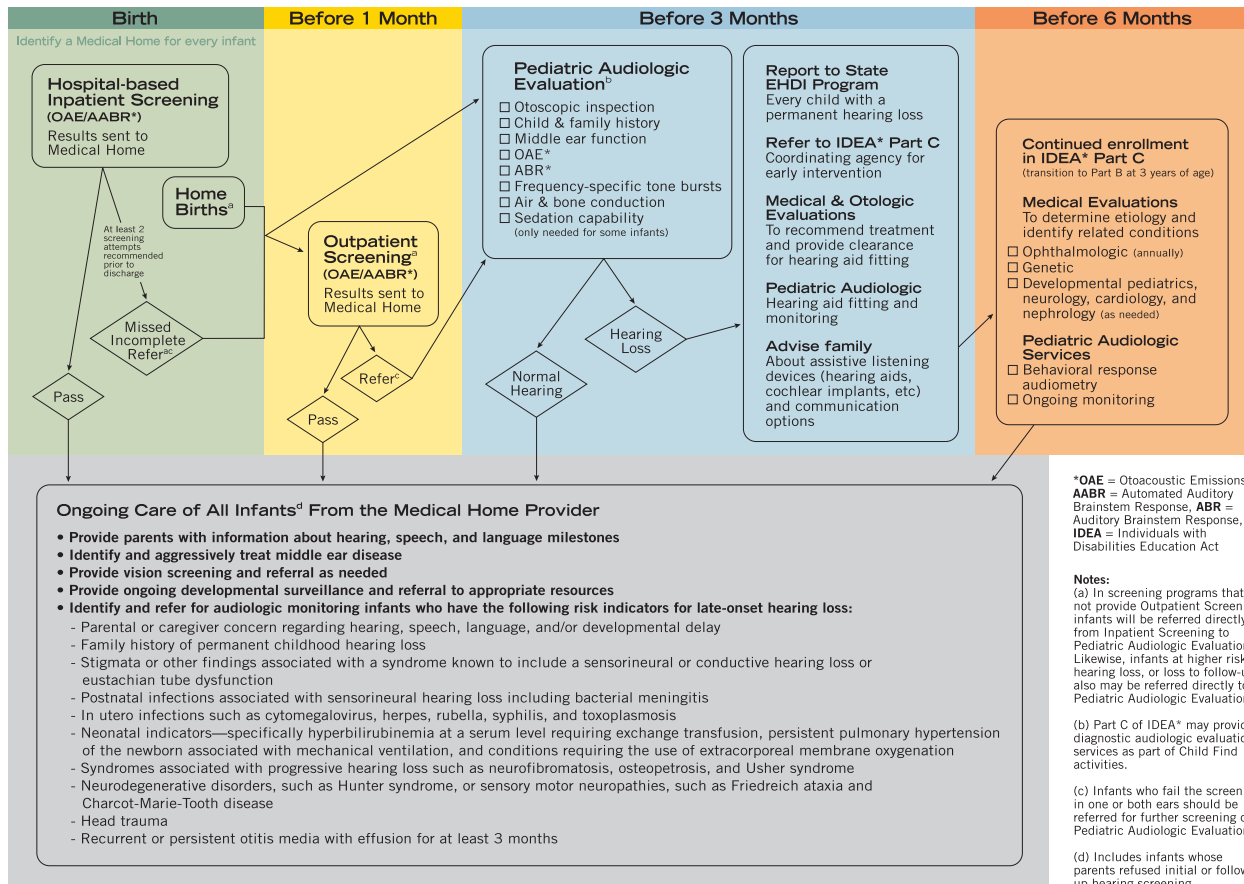 Birth
Before 1 Month
Before 3 Months
Before 6 Months
Identify a Medical Home for every infant
Hospital-based
Inpatient Screening
(OAE/AABR*)
Results sent to
Medical Home
Home
Births^a
At least 2
screening
attempts
recommended
prior to
discharge
Missed
Incomplete
Refer^ac
Pass
Outpatient
Screening^a
(OAE/AABR*)
Results sent to
Medical Home
Refer^c
Pass
Pediatric Audiologic
Evaluation^b
☐ Otoscopic inspection
☐ Child & family history
☐ Middle ear function
☐ OAE*
☐ ABR*
☐ Frequency-specific tone bursts
☐ Air & bone conduction
☐ Sedation capability
(only needed for some infants)
Hearing
Loss
Normal
Hearing
Report to State
EHDI Program
Every child with a
permanent hearing loss
Refer to IDEA* Part C
Coordinating agency for
early intervention
Medical & Otologic
Evaluations
To recommend treatment
and provide clearance
for hearing aid fitting
Pediatric Audiologic
Hearing aid fitting and
monitoring
Advise family
About assistive listening
devices (hearing aids,
cochlear implants, etc)
and communication
options
Continued enrollment
in IDEA* Part C
(transition to Part B at 3 years of age)
Medical Evaluations
To determine etiology and
identify related conditions
☐ Ophthalmologic (annually)
☐ Genetic
☐ Developmental pediatrics,
neurology, cardiology, and
nephrology (as needed)
Pediatric Audiologic
Services
☐ Behavioral response
audiometry
☐ Ongoing monitoring
Ongoing Care of All Infants^d From the Medical Home Provider
• Provide parents with information about hearing, speech, and language milestones
• Identify and aggressively treat middle ear disease
• Provide vision screening and referral as needed
• Provide ongoing developmental surveillance and referral to appropriate resources
• Identify and refer for audiologic monitoring infants who have the following risk indicators for late-onset hearing loss:
- Parental or caregiver concern regarding hearing, speech, language, and/or developmental delay
- Family history of permanent childhood hearing loss
- Stigmata or other findings associated with a syndrome known to include a sensorineural or conductive hearing loss or
eustachian tube dysfunction
- Postnatal infections associated with sensorineural hearing loss including bacterial meningitis
- In utero infections such as cytomegalovirus, herpes, rubella, syphilis, and toxoplasmosis
- Neonatal indicators—specifically hyperbilirubinemia at a serum level requiring exchange transfusion, persistent pulmonary hypertension
of the newborn associated with mechanical ventilation, and conditions requiring the use of extracorporeal membrane oxygenation
- Syndromes associated with progressive hearing loss such as neurofibromatosis, osteopetrosis, and Usher syndrome
- Neurodegenerative disorders, such as Hunter syndrome, or sensory motor neuropathies, such as Friedreich ataxia and
Charcot-Marie-Tooth disease
- Head trauma
- Recurrent or persistent otitis media with effusion for at least 3 months
*OAE = Otoacoustic Emissions
AABR = Automated Auditory
Brainstem Response, ABR =
Auditory Brainstem Response,
IDEA = Individuals with
Disabilities Education Act
Notes:
(a) In screening programs that
not provide Outpatient Screen
infants will be referred directly
from Inpatient Screening to
Pediatric Audiologic Evaluation
Likewise, infants at higher risk
hearing loss, or loss to follow-u
also may be referred directly to
Pediatric Audiologic Evaluation
(b) Part C of IDEA* may provid
diagnostic audiologic evaluatio
services as part of Child Find
activities.
(c) Infants who fail the screen
in one or both ears should be
referred for further screening o
Pediatric Audiologic Evaluation
(d) Includes infants whose
parents refused initial or follow
up hearing screening